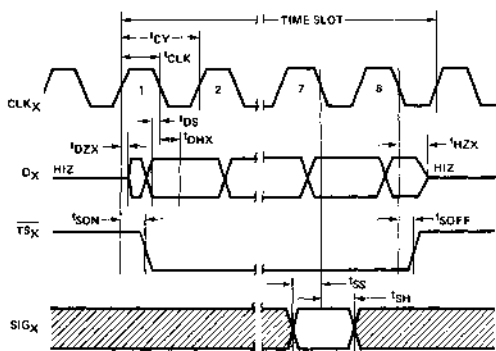 TIME SLOT
tCY
tCLK
CLKX
1
2
7
8
tDS
tDHX
tDZX
tHZX
DX
HIZ
HIZ
tSON
tSOFF
TSX
tSS
tSH
SIGX